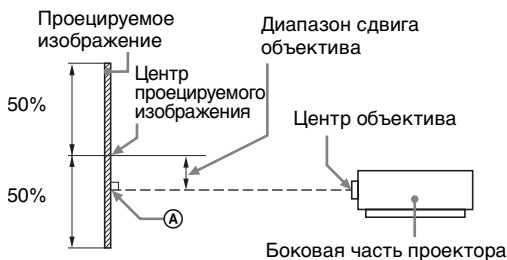 Проецируемое
изображение
Диапазон сдвига
объектива
Центр
проецируемого
изображения
50%
Центр объектива
50%
A
Боковая часть проектора